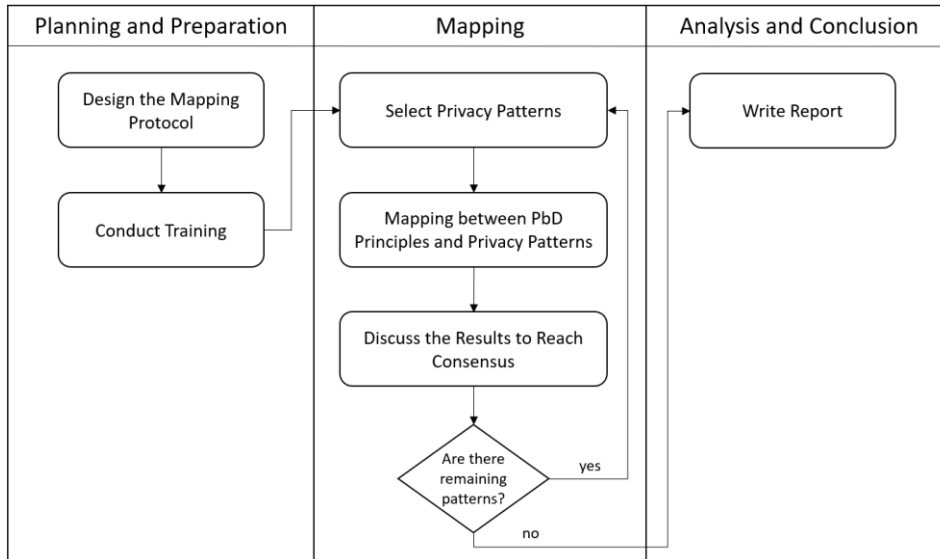 Planning and Preparation
Mapping
Analysis and Conclusion
Design the Mapping
Protocol
Conduct Training
Select Privacy Patterns
Mapping between PbD
Principles and Privacy Patterns
Discuss the Results to Reach
Consensus
Are there
remaining
patterns?
yes
no
Write Report